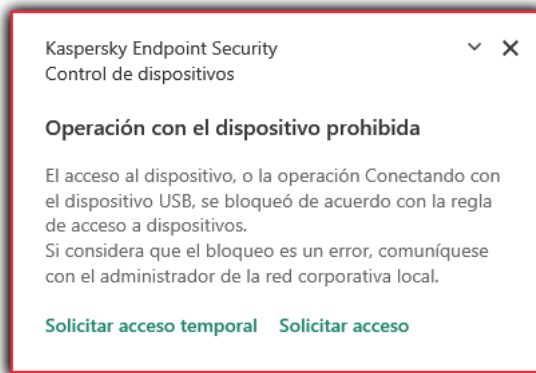 Kaspersky Endpoint Security
Control de dispositivos
Operación con el dispositivo prohibida
El acceso al dispositivo, o la operación Conectando con
el dispositivo USB, se bloqueó de acuerdo con la regla
de acceso a dispositivos.
Si considera que el bloqueo es un error, comuníquese
con el administrador de la red corporativa local.
Solicitar acceso temporal Solicitar acceso